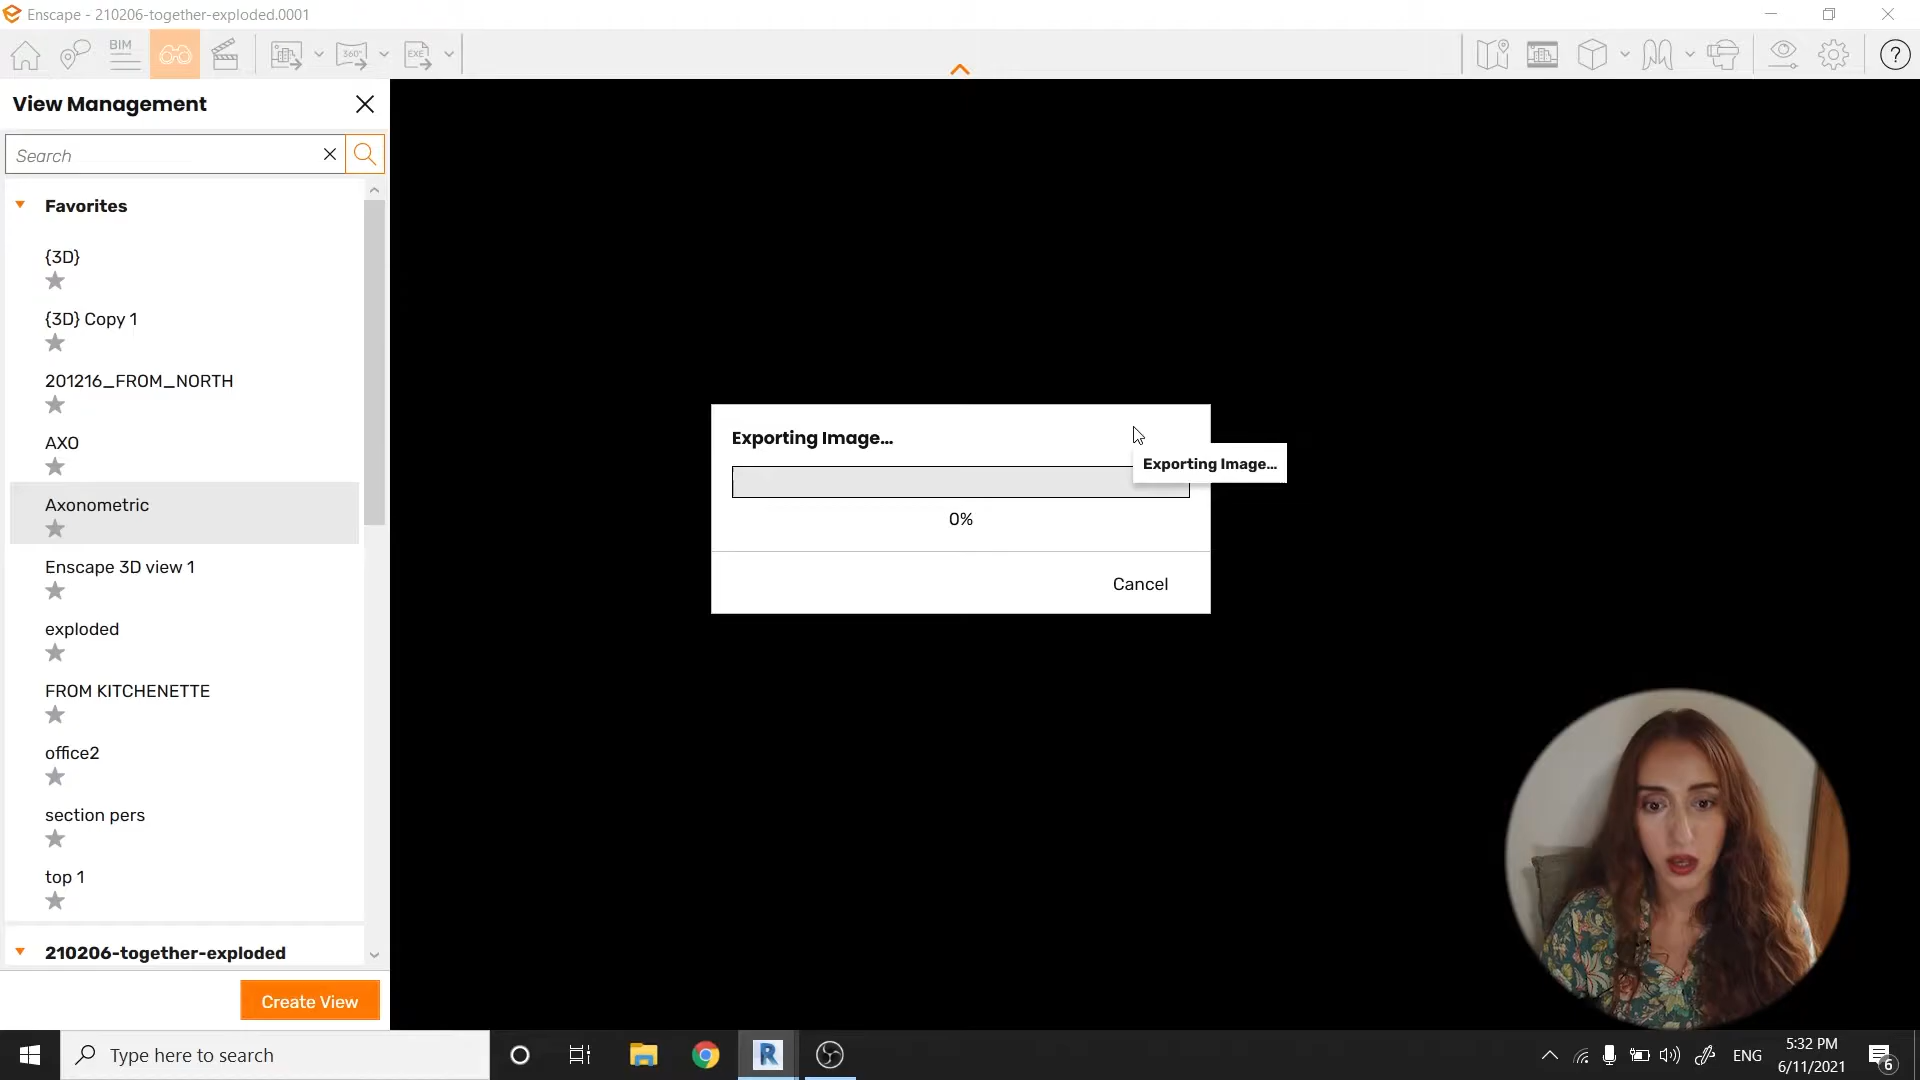 Enscape - 210206-together-exploded.0001
BIM
360°
EXE
?
View Management
Search
Favorites
{3D}
{3D} Copy 1
201216_FROM_NORTH
AXO
Axonometric
Enscape 3D view 1
exploded
FROM KITCHENETTE
office2
section pers
top 1
210206-together-exploded
Create View
Exporting Image...
Exporting Image...
0%
Cancel
Type here to search
R
ENG
5:32 PM
6/11/2021
6